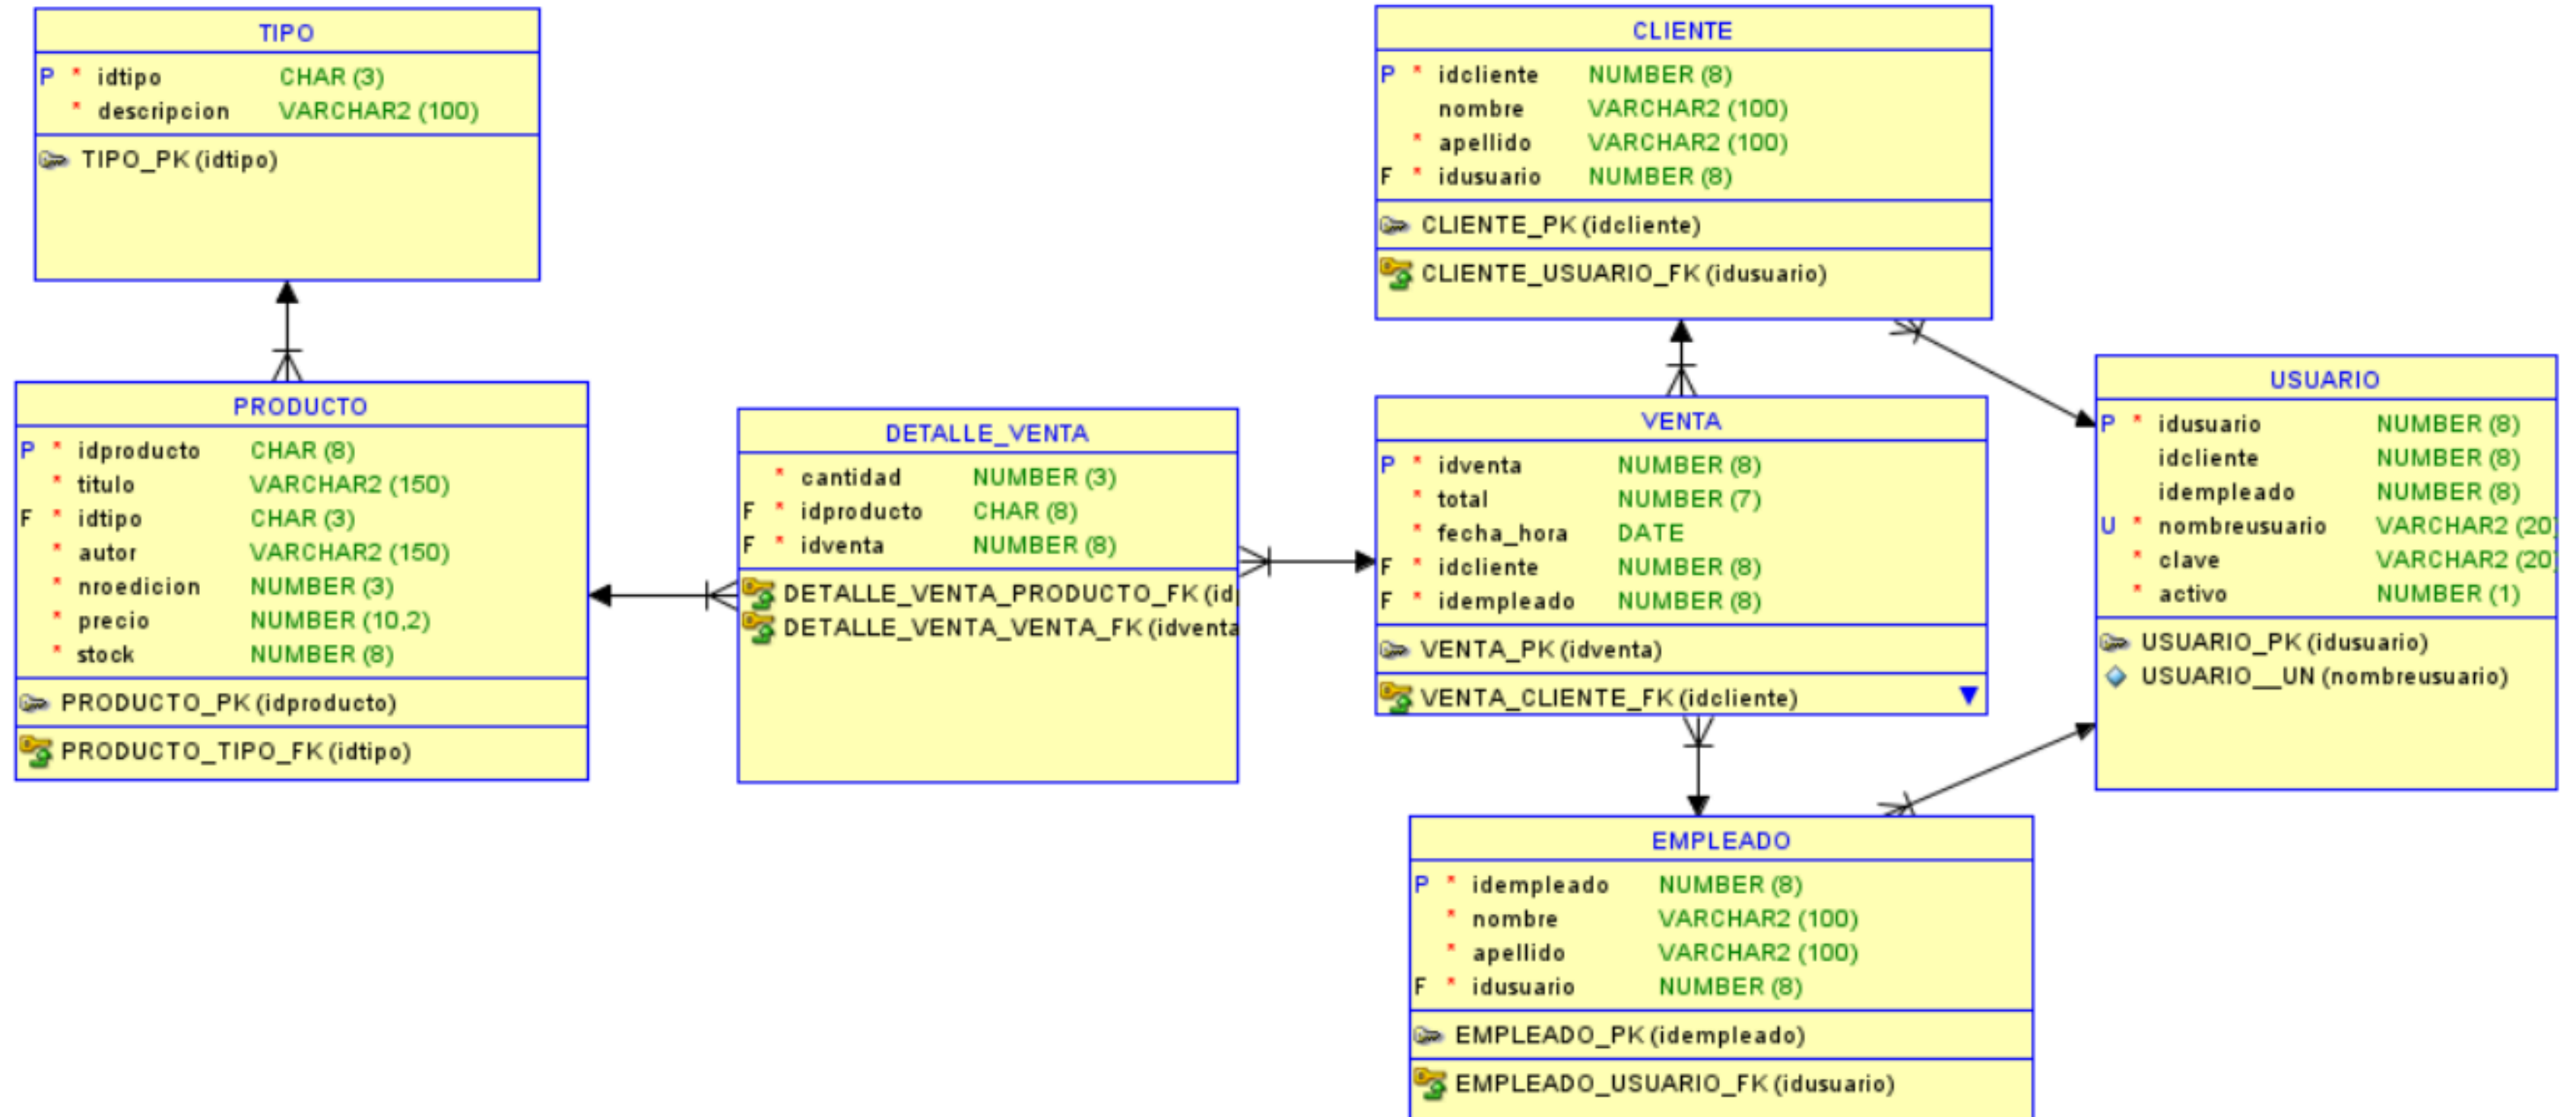 TIPO
P * idtipo CHAR (3)
* descripcion VARCHAR2 (100)
TIPO_PK (idtipo)
PRODUCTO
P * idproducto CHAR (8)
* titulo VARCHAR2 (150)
F * idtipo CHAR (3)
* autor VARCHAR2 (150)
* nroedicion NUMBER (3)
* precio NUMBER (10,2)
* stock NUMBER (8)
PRODUCTO_PK (idproducto)
PRODUCTO_TIPO_FK (idtipo)
DETALLE_VENTA
* cantidad NUMBER (3)
F * idproducto CHAR (8)
F * idventa NUMBER (8)
DETALLE_VENTA_PRODUCTO_FK (id
DETALLE_VENTA_VENTA_FK (idventa
CLIENTE
P * idcliente NUMBER (8)
nombre VARCHAR2 (100)
* apellido VARCHAR2 (100)
F * idusuario NUMBER (8)
CLIENTE_PK (idcliente)
CLIENTE_USUARIO_FK (idusuario)
VENTA
P * idventa NUMBER (8)
* total NUMBER (7)
* fecha_hora DATE
F * idcliente NUMBER (8)
F * idempleado NUMBER (8)
VENTA_PK (idventa)
VENTA_CLIENTE_FK (idcliente)
EMPLEADO
P * idempleado NUMBER (8)
* nombre VARCHAR2 (100)
* apellido VARCHAR2 (100)
F * idusuario NUMBER (8)
EMPLEADO_PK (idempleado)
EMPLEADO_USUARIO_FK (idusuario)
USUARIO
P * idusuario NUMBER (8)
idcliente NUMBER (8)
idempleado NUMBER (8)
U * nombreusuario VARCHAR2 (20)
* clave VARCHAR2 (20)
* activo NUMBER (1)
USUARIO_PK (idusuario)
USUARIO__UN (nombreusuario)